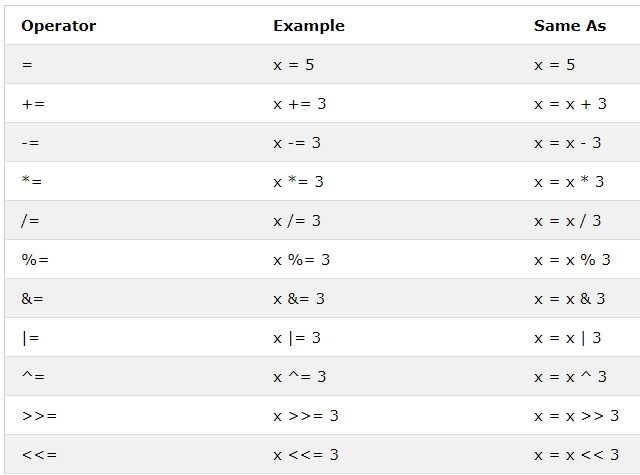 Operator Example Same As
= x = 5 x = 5
+= x += 3 x = x + 3
-= x -= 3 x = x - 3
*= x *= 3 x = x * 3
/= x /= 3 x = x / 3
%= x %= 3 x = x % 3
&= x &= 3 x = x & 3
|= x |= 3 x = x | 3
^= x ^= 3 x = x ^ 3
>>= x >>= 3 x = x >> 3
<<= x <<= 3 x = x << 3